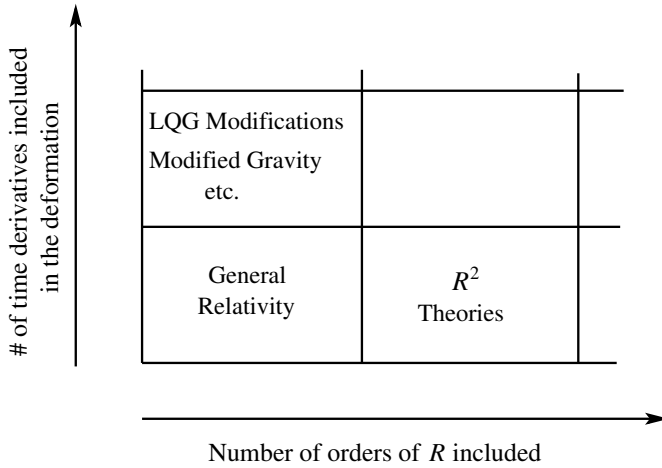 # of time derivatives included
in the deformation
LQG Modifications
Modified Gravity
etc.
General
Relativity
R²
Theories
Number of orders of R included